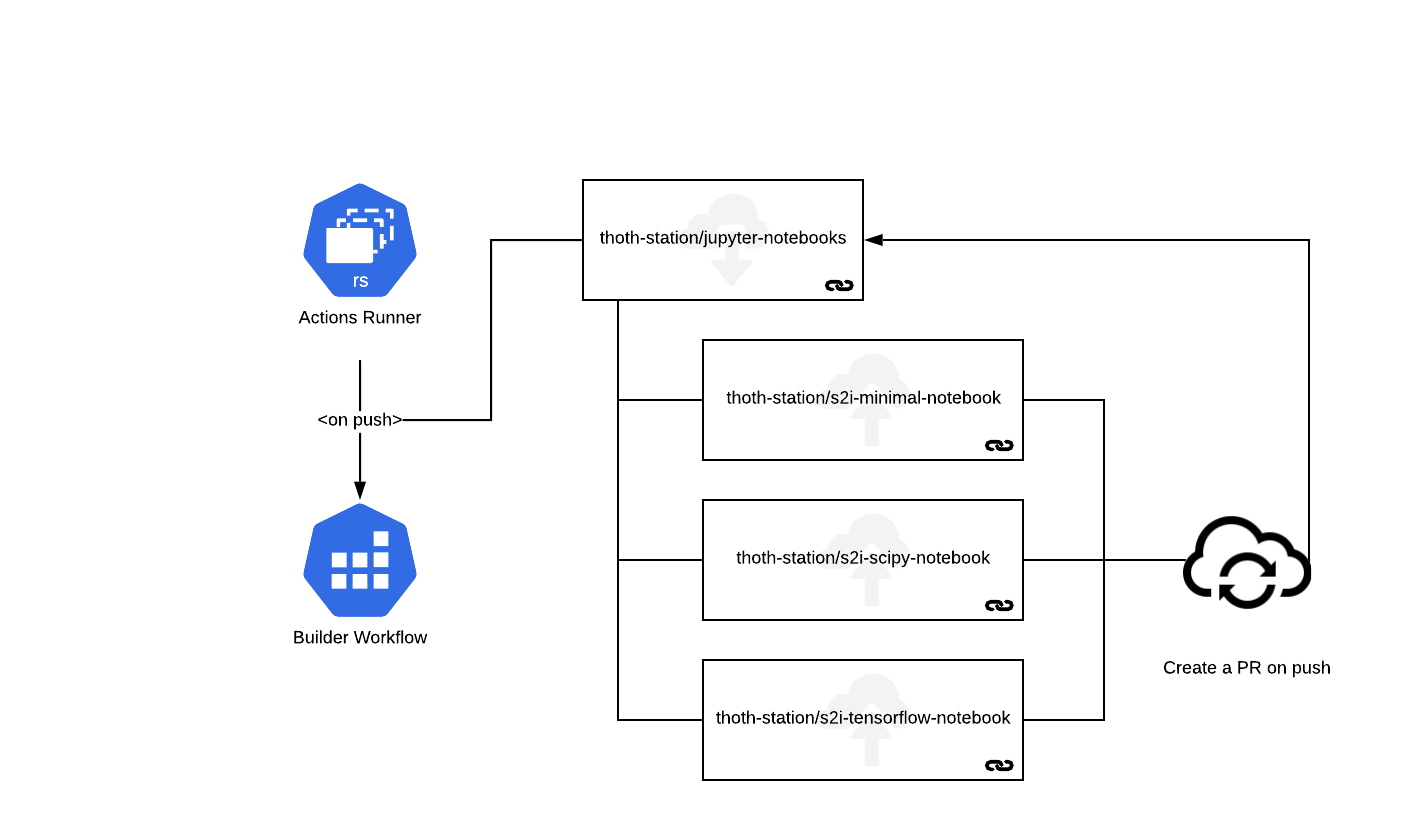 thoth-station/jupyter-notebooks
rs
Actions Runner
thoth-station/s2i-minimal-notebook
<on push>
thoth-station/s2i-scipy-notebook
Builder Workflow
Create a PR on push
thoth-station/s2i-tensorflow-notebook